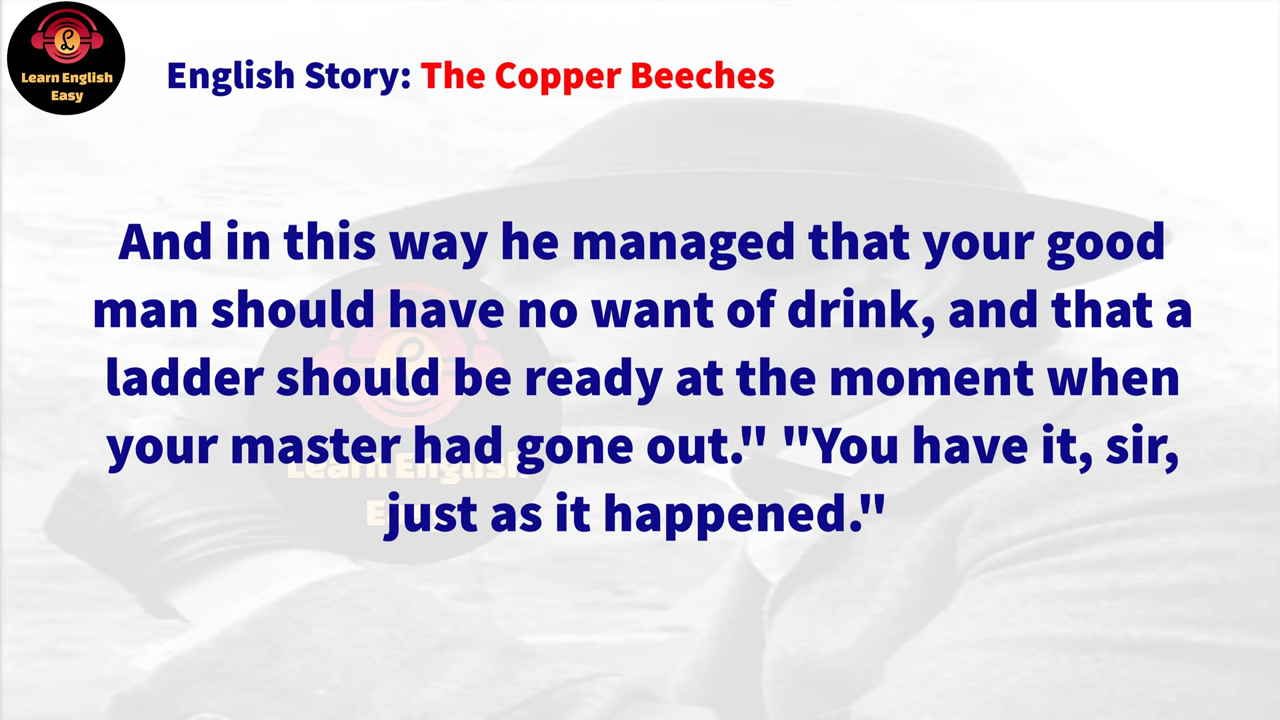 Learn English
Easy
English Story: The Copper Beeches
And in this way he managed that your good
man should have no want of drink, and that a
ladder should be ready at the moment when
your master had gone out." "You have it, sir,
just as it happened."
Learn English
E